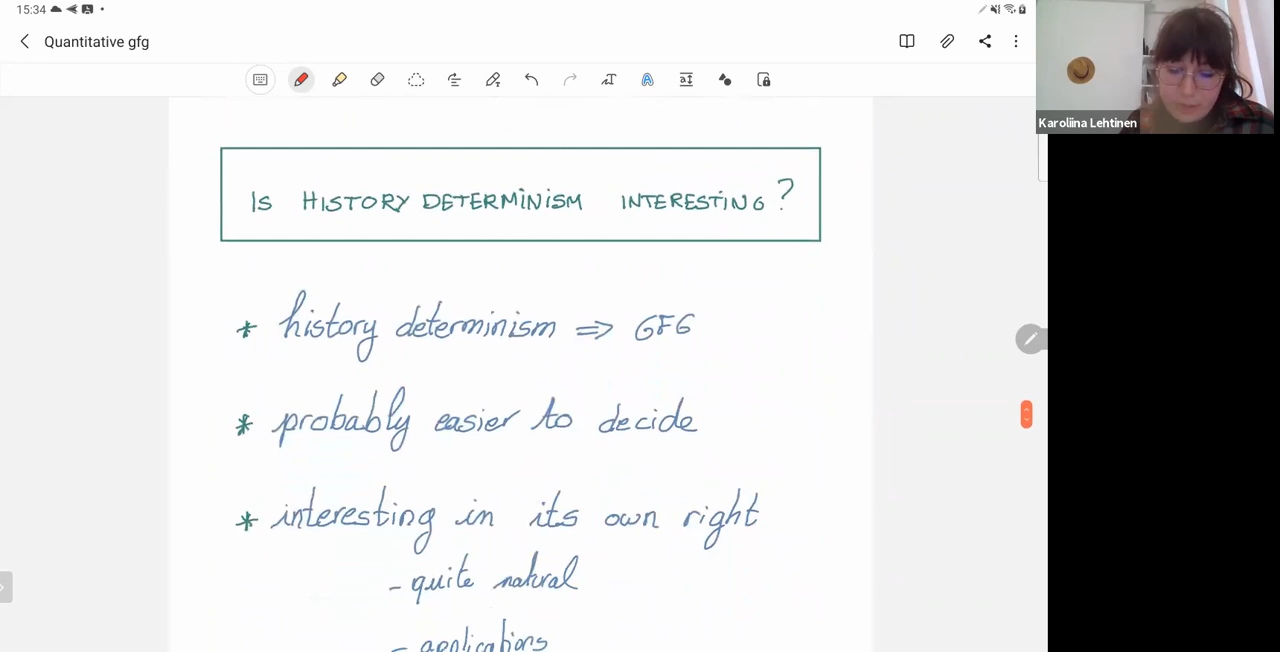 15:34
Quantitative gfg
Karoliina Lehtinen
IS HISTORY DETERMINISM INTERESTING?
* history determinism ⇒ GFG
* probably easier to decide
* interesting in its own right
- quite natural
- applications